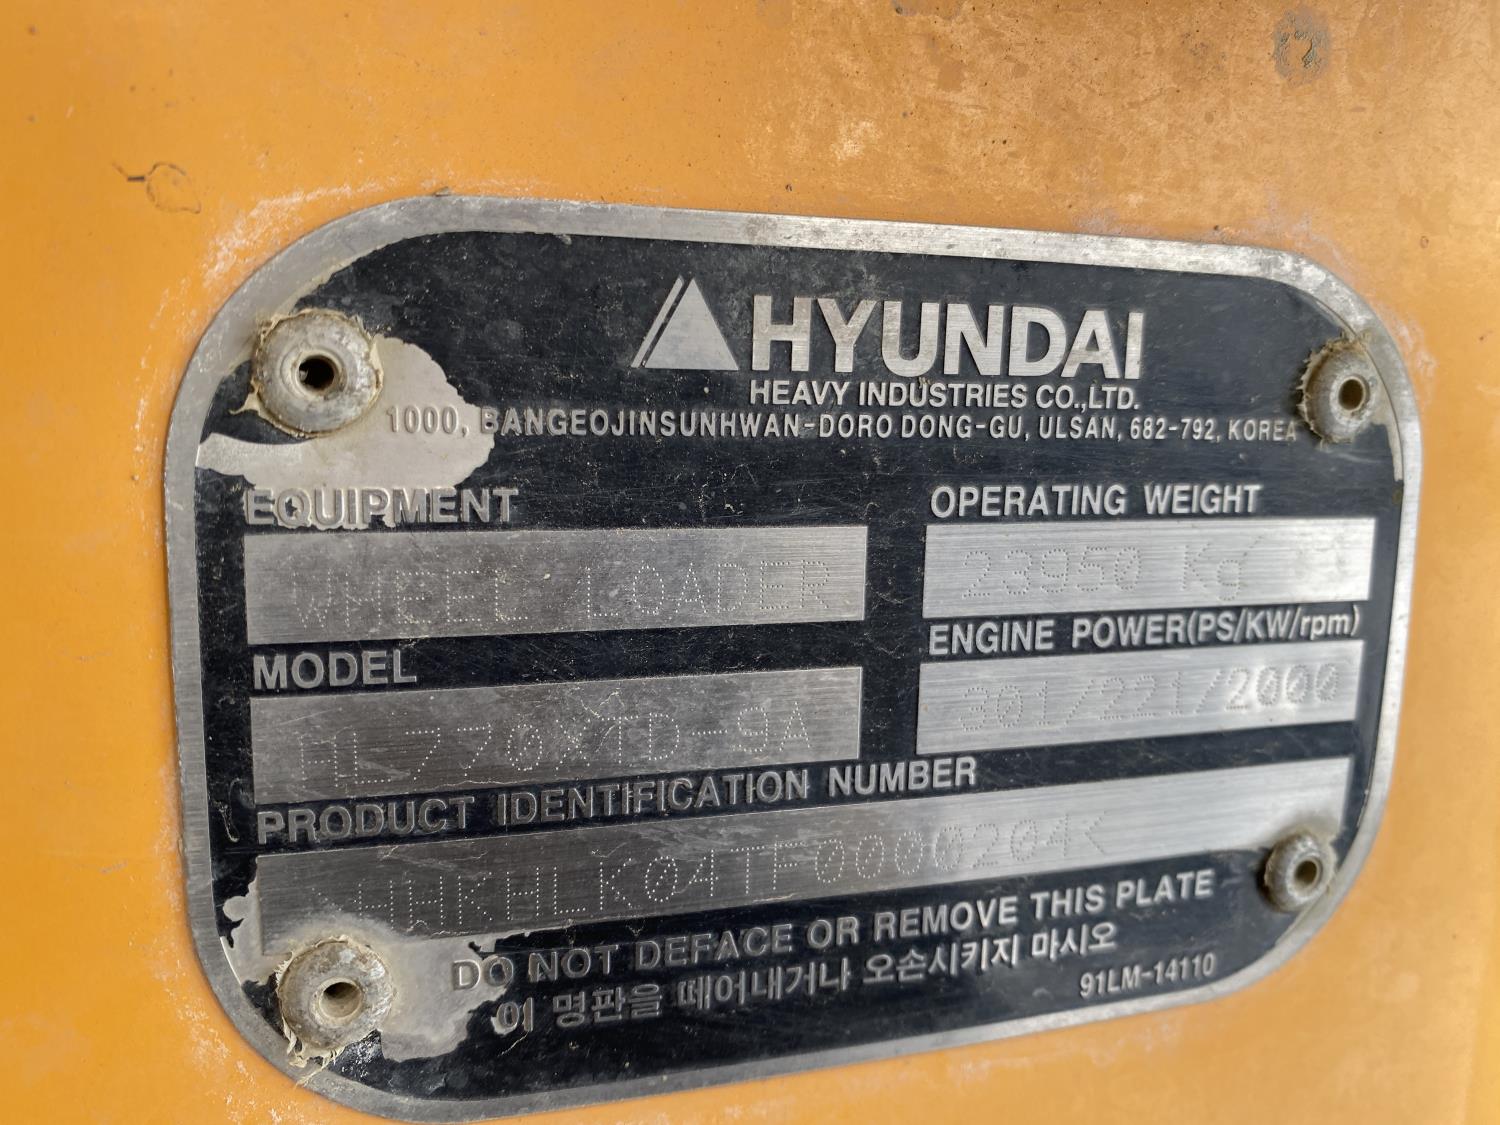 HYUNDAI
HEAVY INDUSTRIES CO.,LTD.
1000, BANGEOJINSUNHWAN-DORO DONG-GU, ULSAN, 682-792, KOREA
EQUIPMENT
WHEEL LOADER
OPERATING WEIGHT
23950 Kg
MODEL
HL770XTD-9A
ENGINE POWER(PS/KW/rpm)
301/221/2000
PRODUCT IDENTIFICATION NUMBER
HHKHLK04TF0000204K
DO NOT DEFACE OR REMOVE THIS PLATE
이 명판을 떼어내거나 오손시키지 마시오
91LM-14110